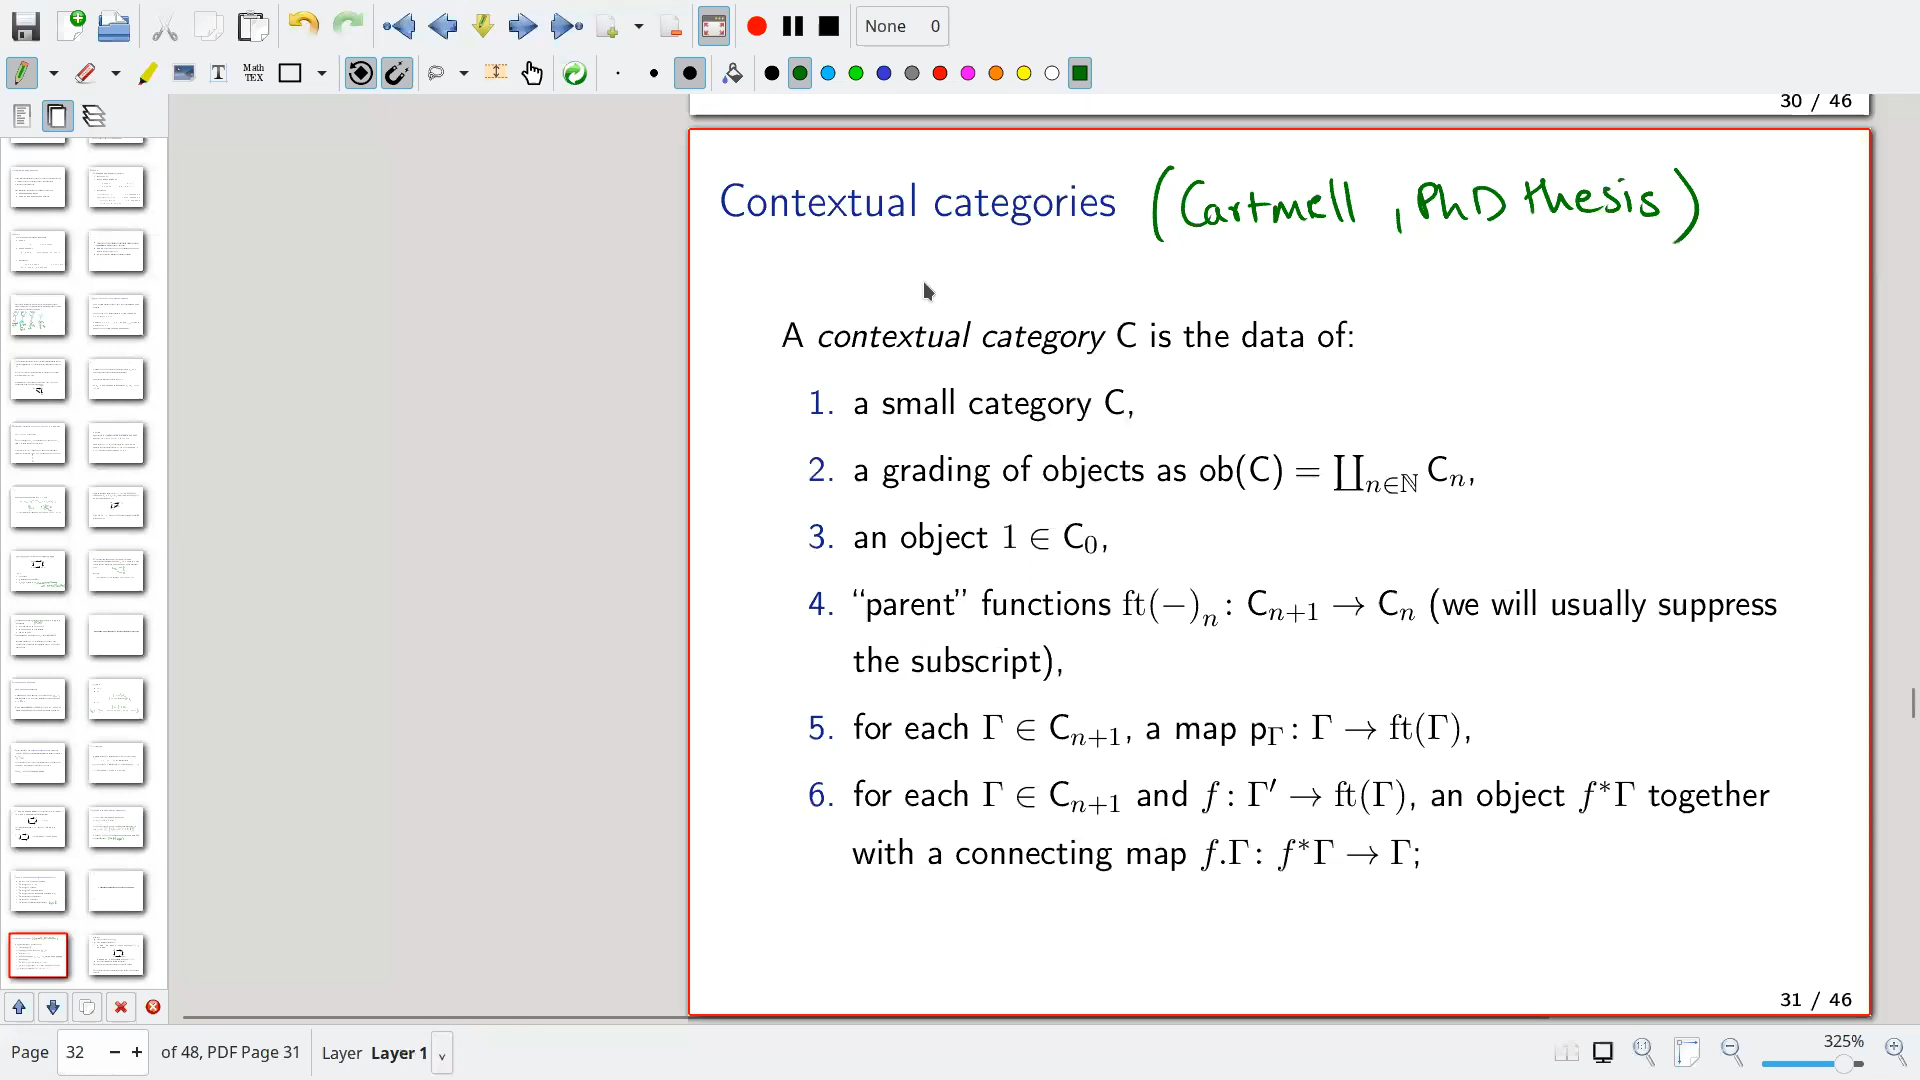 None 0
T
Math
TEX
30 / 46
Contextual categories (Cartmell, PhD thesis)
A contextual category C is the data of:
1. a small category C,
2. a grading of objects as ob(C) = ∐ₙ∈ℕ Cₙ,
3. an object 1 ∈ C₀,
4. “parent” functions ft(−)ₙ : Cₙ₊₁ → Cₙ (we will usually suppress
the subscript),
5. for each Γ ∈ Cₙ₊₁, a map p_Γ : Γ → ft(Γ),
6. for each Γ ∈ Cₙ₊₁ and f : Γ′ → ft(Γ), an object f*Γ together
with a connecting map f.Γ : f*Γ → Γ;
31 / 46
Page 32 − + of 48, PDF Page 31 Layer Layer 1
325%